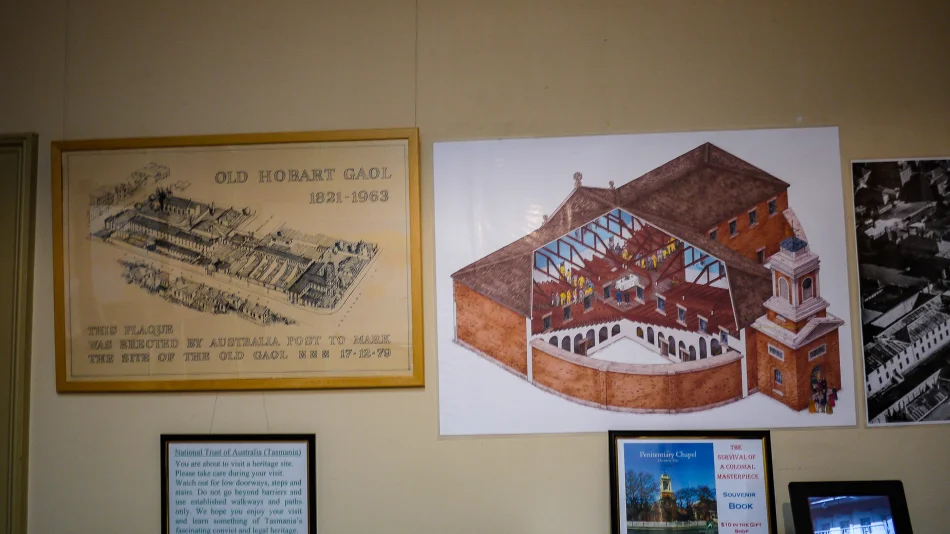 OLD HOBART GAOL
1821-1963
THIS PLAQUE
WAS ERECTED BY AUSTRALIA POST TO MARK
THE SITE OF THE OLD GAOL 17-12-79
National Trust of Australia (Tasmania)
You are about to visit a heritage site.
Please take care during your visit.
Watch out for low doorways, steps and
stairs. Do not go beyond barriers and
use established walkways and paths
only. We hope you enjoy your visit
and learn something of Tasmania's
fascinating convict and legal heritage.
Penitentiary Chapel
THE
SURVIVAL OF
A COLONIAL
MASTERPIECE
SOUVENIR
BOOK
$10 IN THE GIFT
SHOP